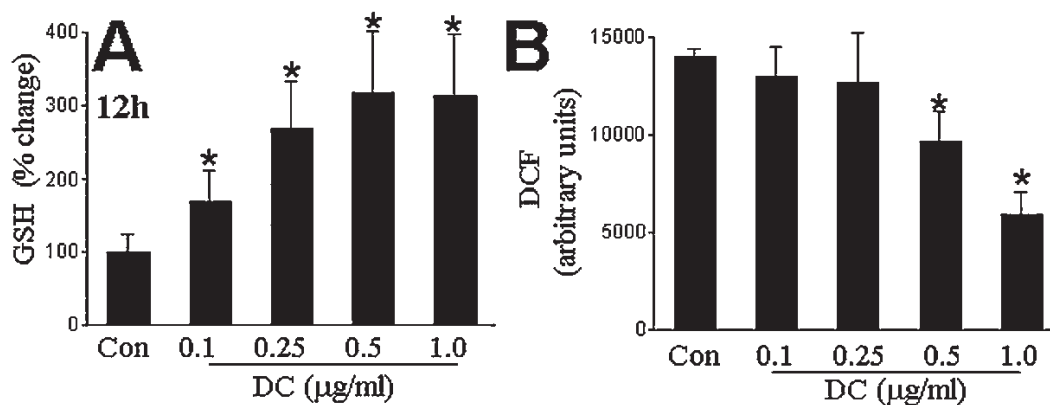 A
12h
GSH (% change)
400
300
200
100
0
*
*
*
*
Con 0.1 0.25 0.5 1.0
DC (μg/ml)
B
DCF
(arbitrary units)
15000
10000
5000
0
*
*
Con 0.1 0.25 0.5 1.0
DC (μg/ml)